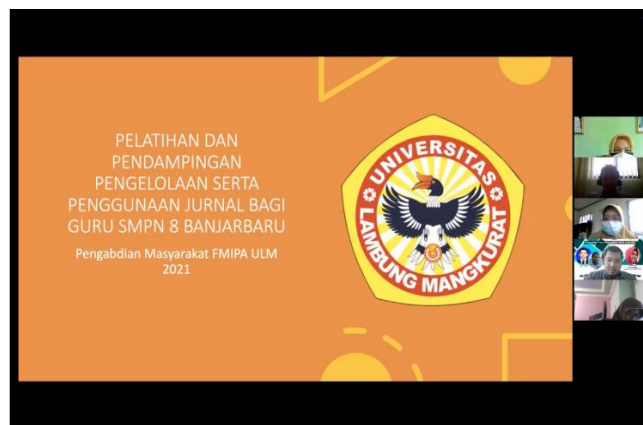 PELATIHAN DAN
PENDAMPINGAN
PENGELOLAAN SERTA
PENGGUNAAN JURNAL BAGI
GURU SMPN 8 BANJARBARU
Pengabdian Masyarakat FMIPA ULM
2021
UNIVERSITAS
LAMBUNG MANGKURAT